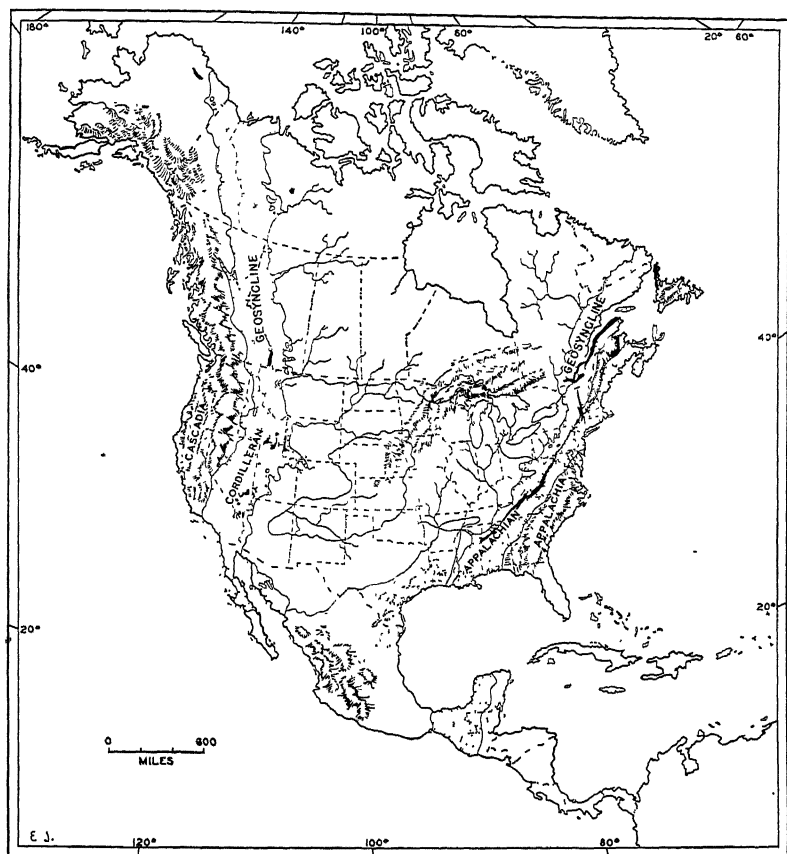 180° 140° 100° 60° 20° 60°
GEOSYNCLINE
GEOSYNCLINE
40° 40°
CASCADIA
CORDILLERAN
APPALACHIAN
APPALACHIA
20° 20°
0 600
MILES
E J.
120° 100° 80°